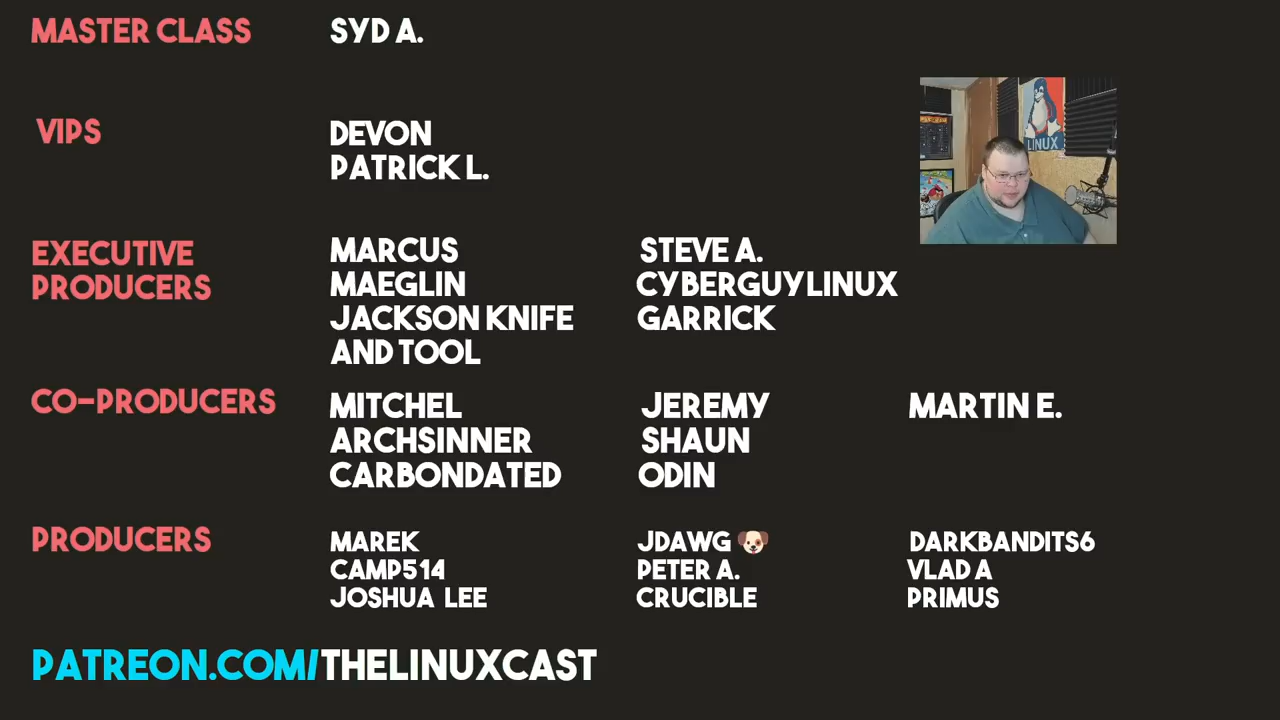 MASTER CLASS
SYD A.
VIPS
DEVON
PATRICK L.
EXECUTIVE
PRODUCERS
MARCUS
MAEGLIN
JACKSON KNIFE
AND TOOL
STEVE A.
CYBERGUYLINUX
GARRICK
CO-PRODUCERS
MITCHEL
ARCHSINNER
CARBONDATED
JEREMY
SHAUN
ODIN
MARTIN E.
PRODUCERS
MAREK
CAMP514
JOSHUA LEE
JDAWG 🐶
PETER A.
CRUCIBLE
DARKBANDITS6
VLAD A
PRIMUS
PATREON.COM/THELINUXCAST
LINUX